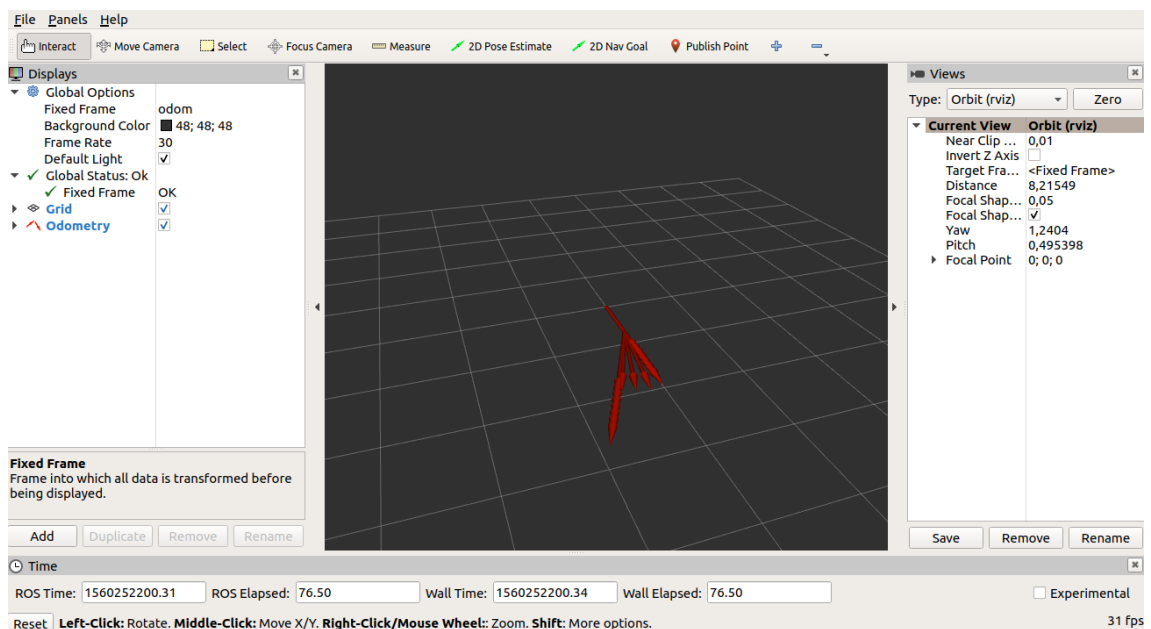 File Panels Help
Interact Move Camera Select Focus Camera Measure 2D Pose Estimate 2D Nav Goal Publish Point
Displays
Global Options
Fixed Frame odom
Background Color 48; 48; 48
Frame Rate 30
Default Light
Global Status: Ok
Fixed Frame OK
Grid
Odometry
Fixed Frame
Frame into which all data is transformed before
being displayed.
Add Duplicate Remove Rename
Views
Type: Orbit (rviz) Zero
Current View Orbit (rviz)
Near Clip ... 0,01
Invert Z Axis
Target Fra... <Fixed Frame>
Distance 8,21549
Focal Shap... 0,05
Focal Shap...
Yaw 1,2404
Pitch 0,495398
Focal Point 0; 0; 0
Save Remove Rename
Time
ROS Time: 1560252200.31 ROS Elapsed: 76.50 Wall Time: 1560252200.34 Wall Elapsed: 76.50 Experimental
Reset Left-Click: Rotate. Middle-Click: Move X/Y. Right-Click/Mouse Wheel:: Zoom. Shift: More options. 31 fps